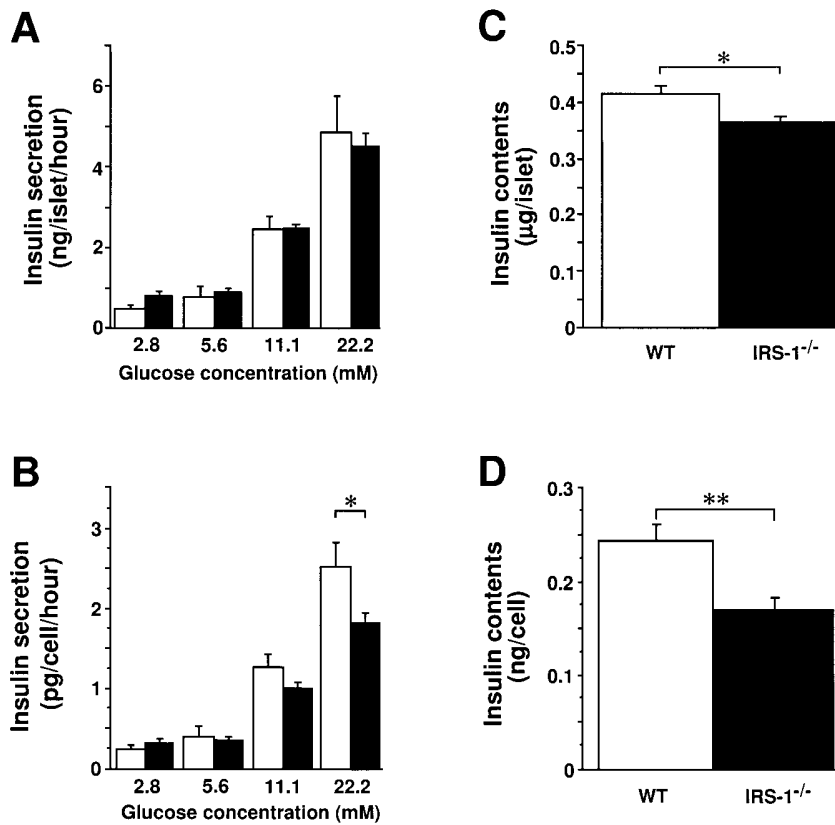 A
Insulin secretion
(ng/islet/hour)
6
4
2
0
2.8 5.6 11.1 22.2
Glucose concentration (mM)
C
Insulin contents
(µg/islet)
0.5
0.4
0.3
0.2
0.1
0
*
WT IRS-1-/-
B
Insulin secretion
(pg/cell/hour)
3
2
1
0
*
2.8 5.6 11.1 22.2
Glucose concentration (mM)
D
Insulin contents
(ng/cell)
0.3
0.2
0.1
0
**
WT IRS-1-/-